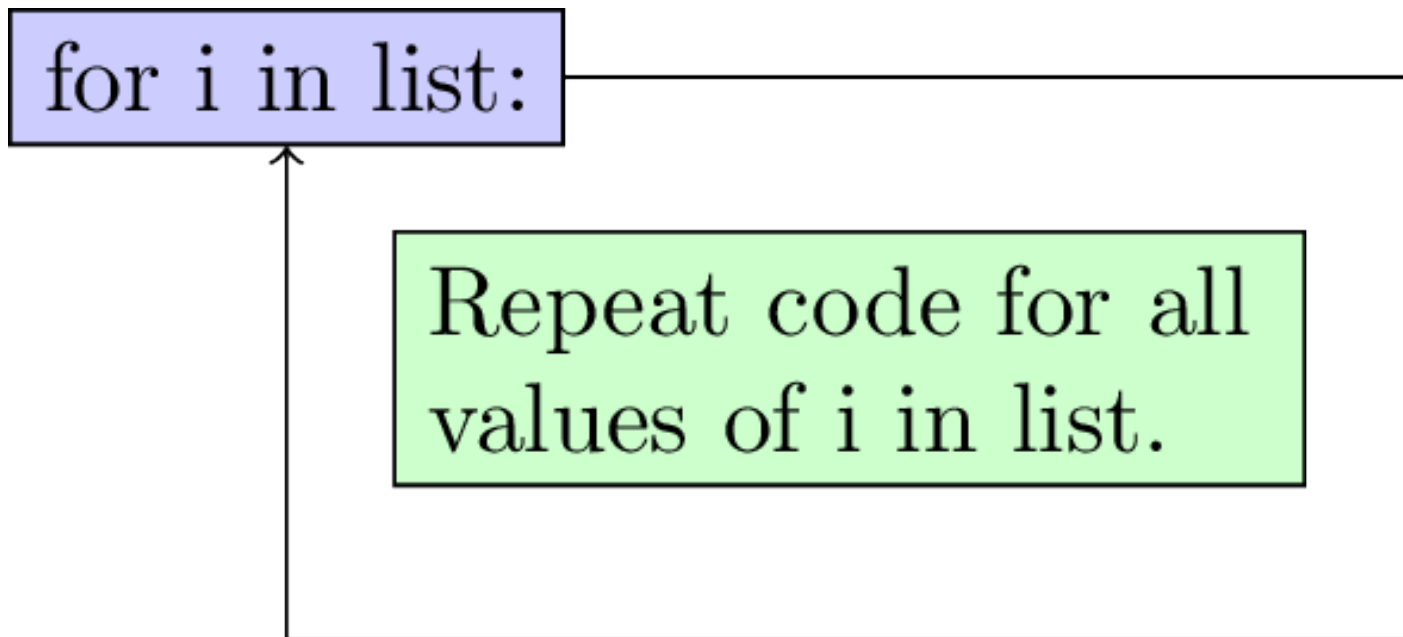 for i in list:
Repeat code for all
values of i in list.